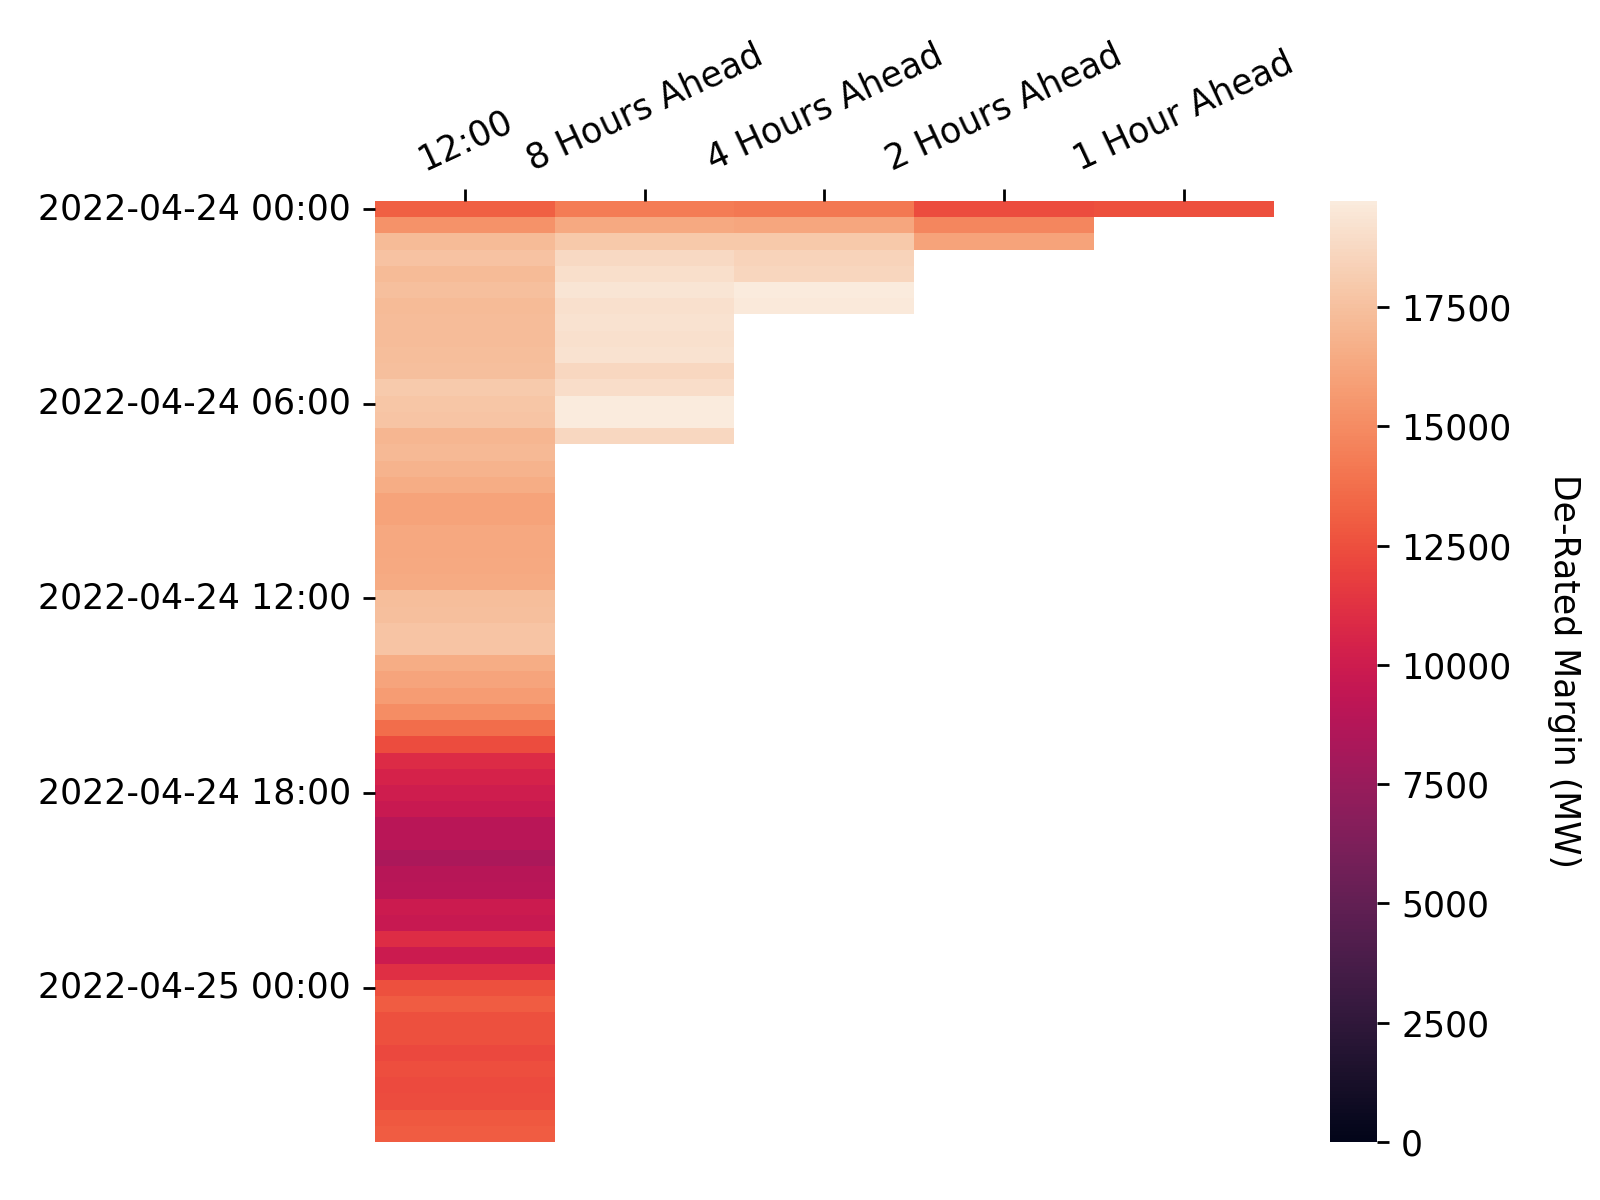 12:00
8 Hours Ahead
4 Hours Ahead
2 Hours Ahead
1 Hour Ahead
2022-04-24 00:00
2022-04-24 06:00
2022-04-24 12:00
2022-04-24 18:00
2022-04-25 00:00
17500
15000
12500
10000
7500
5000
2500
0
De-Rated Margin (MW)